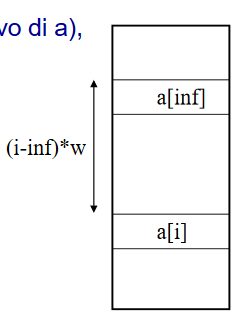 vo di a),
a[inf]
(i-inf)*w
a[i]